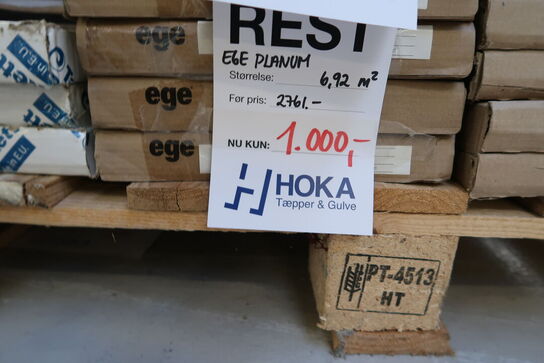 REST
EGE PLANUM
Størrelse: 6,92 m²
Før pris: 2761.-
NU KUN: 1.000,-
HOKA
Tæpper & Gulve
ege
ege
ege
PT-4513
HT